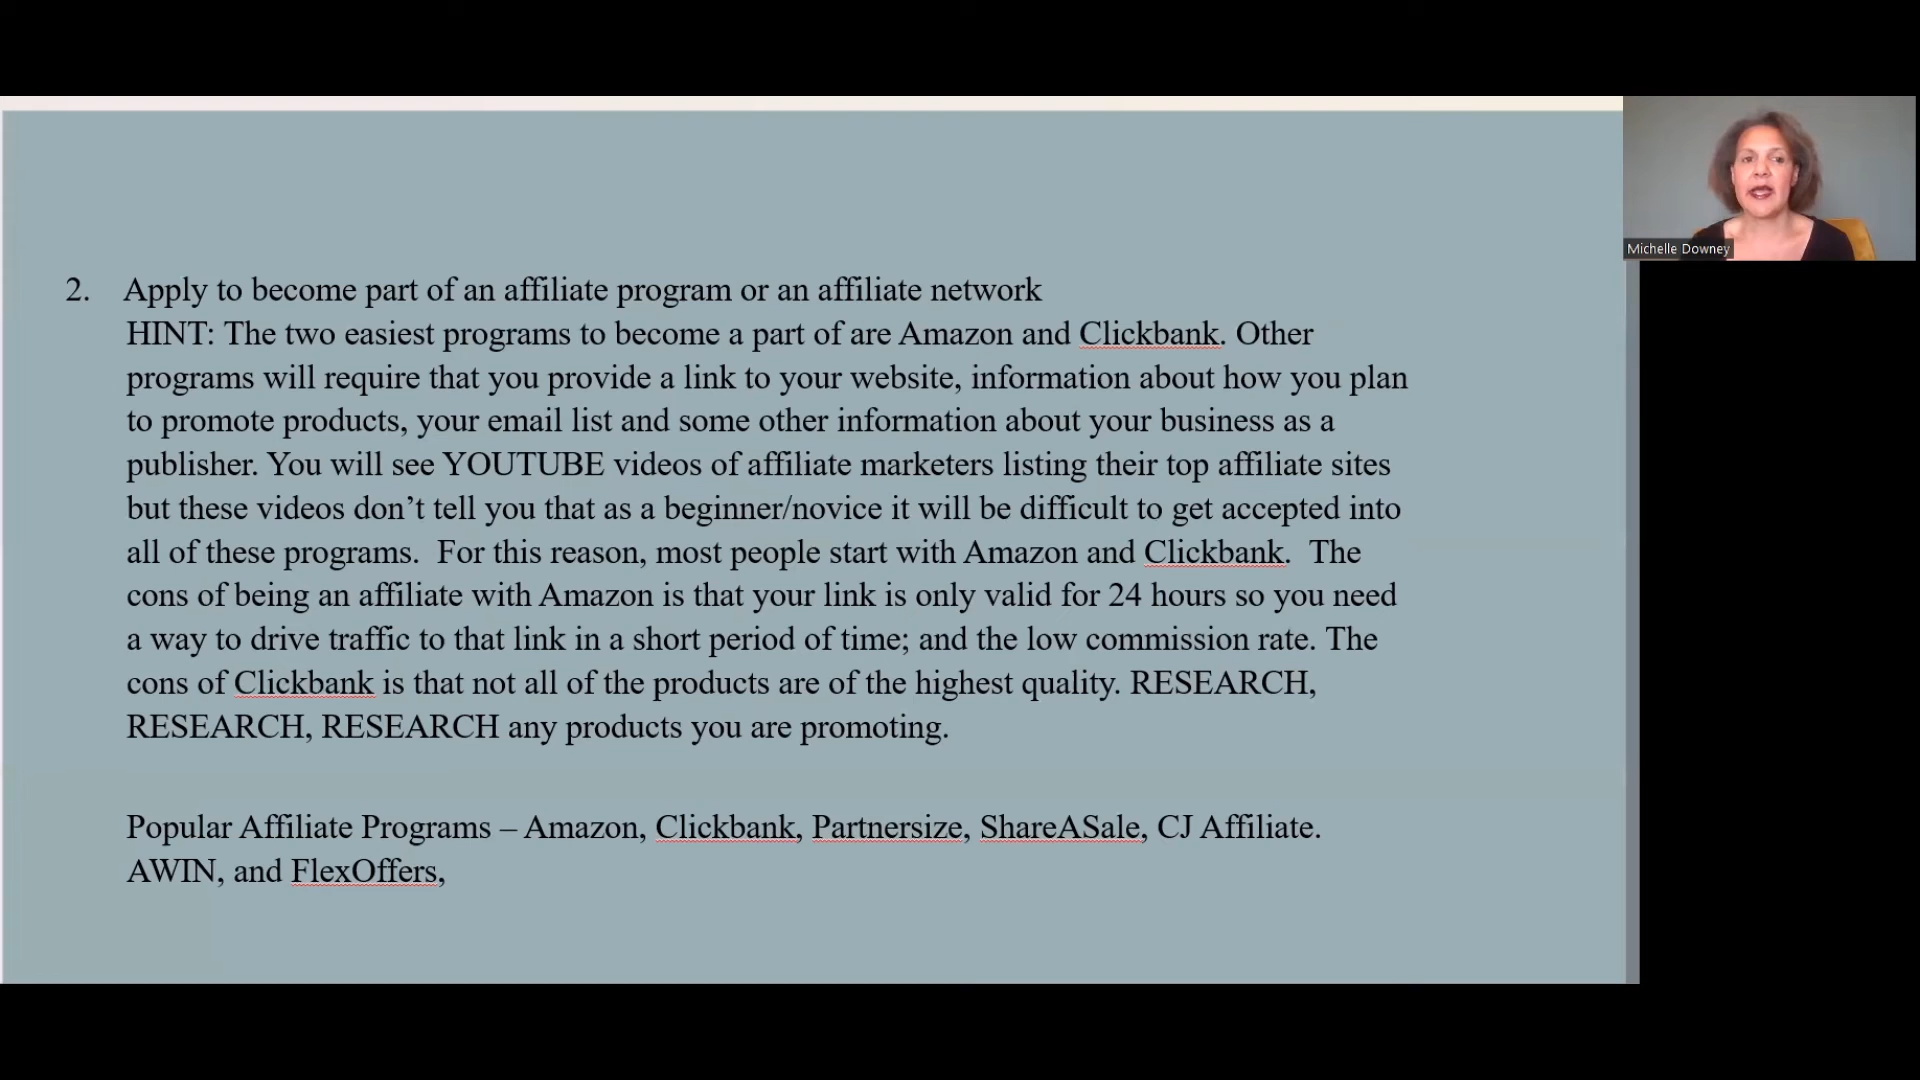 2. Apply to become part of an affiliate program or an affiliate network
HINT: The two easiest programs to become a part of are Amazon and Clickbank. Other
programs will require that you provide a link to your website, information about how you plan
to promote products, your email list and some other information about your business as a
publisher. You will see YOUTUBE videos of affiliate marketers listing their top affiliate sites
but these videos don’t tell you that as a beginner/novice it will be difficult to get accepted into
all of these programs.  For this reason, most people start with Amazon and Clickbank.  The
cons of being an affiliate with Amazon is that your link is only valid for 24 hours so you need
a way to drive traffic to that link in a short period of time; and the low commission rate. The
cons of Clickbank is that not all of the products are of the highest quality. RESEARCH,
RESEARCH, RESEARCH any products you are promoting.
Popular Affiliate Programs – Amazon, Clickbank, Partnersize, ShareASale, CJ Affiliate.
AWIN, and FlexOffers,
Michelle Downey